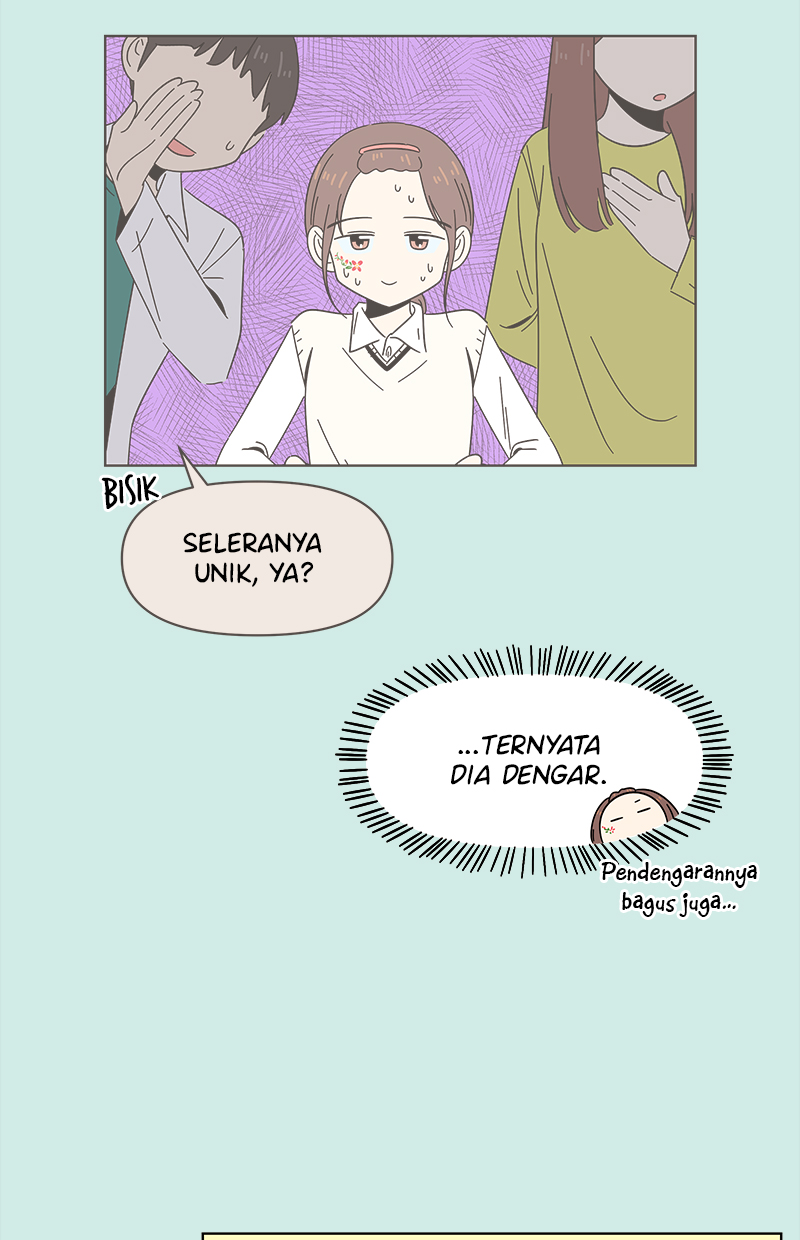 BISIK
SELERANYA
UNIK, YA?
...TERNYATA
DIA DENGAR.
Pendengarannya
bagus juga...